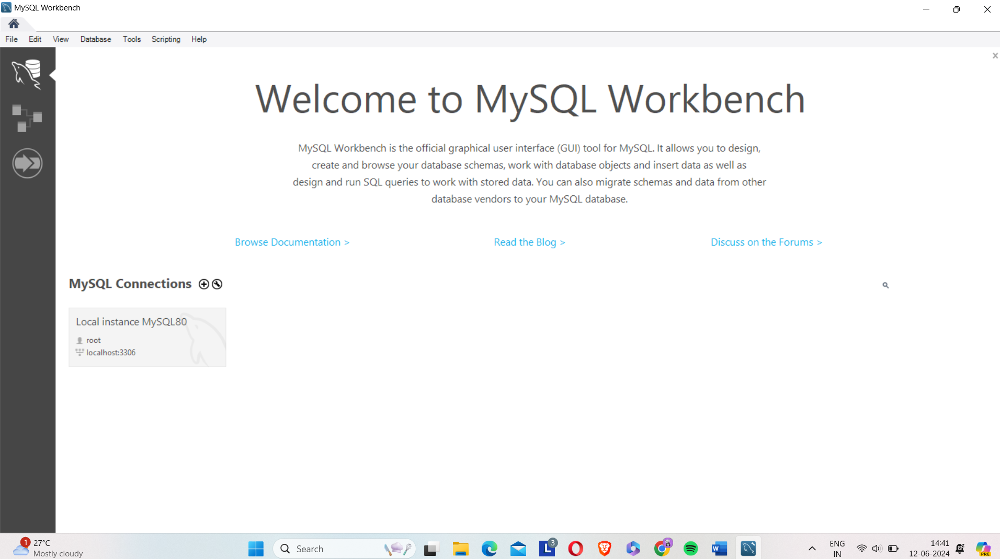 MySQL Workbench
File Edit View Database Tools Scripting Help
Welcome to MySQL Workbench
MySQL Workbench is the official graphical user interface (GUI) tool for MySQL. It allows you to design,
create and browse your database schemas, work with database objects and insert data as well as
design and run SQL queries to work with stored data. You can also migrate schemas and data from other
database vendors to your MySQL database.
Browse Documentation > Read the Blog > Discuss on the Forums >
MySQL Connections
Local instance MySQL80
root
localhost:3306
1
27°C
Mostly cloudy
Search
L 3
W
ENG
IN
14:41
12-06-2024
PRE